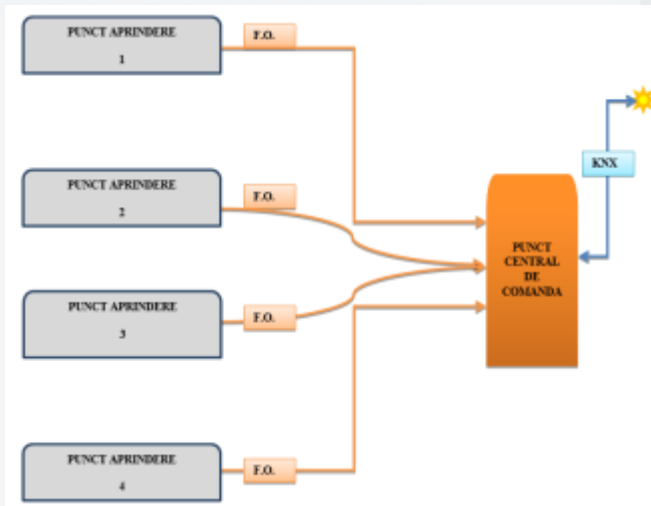 PUNCT APRINDERE
1
F.O.
PUNCT APRINDERE
2
F.O.
PUNCT APRINDERE
3
F.O.
PUNCT APRINDERE
4
F.O.
PUNCT
CENTRAL
DE
COMANDA
KNX